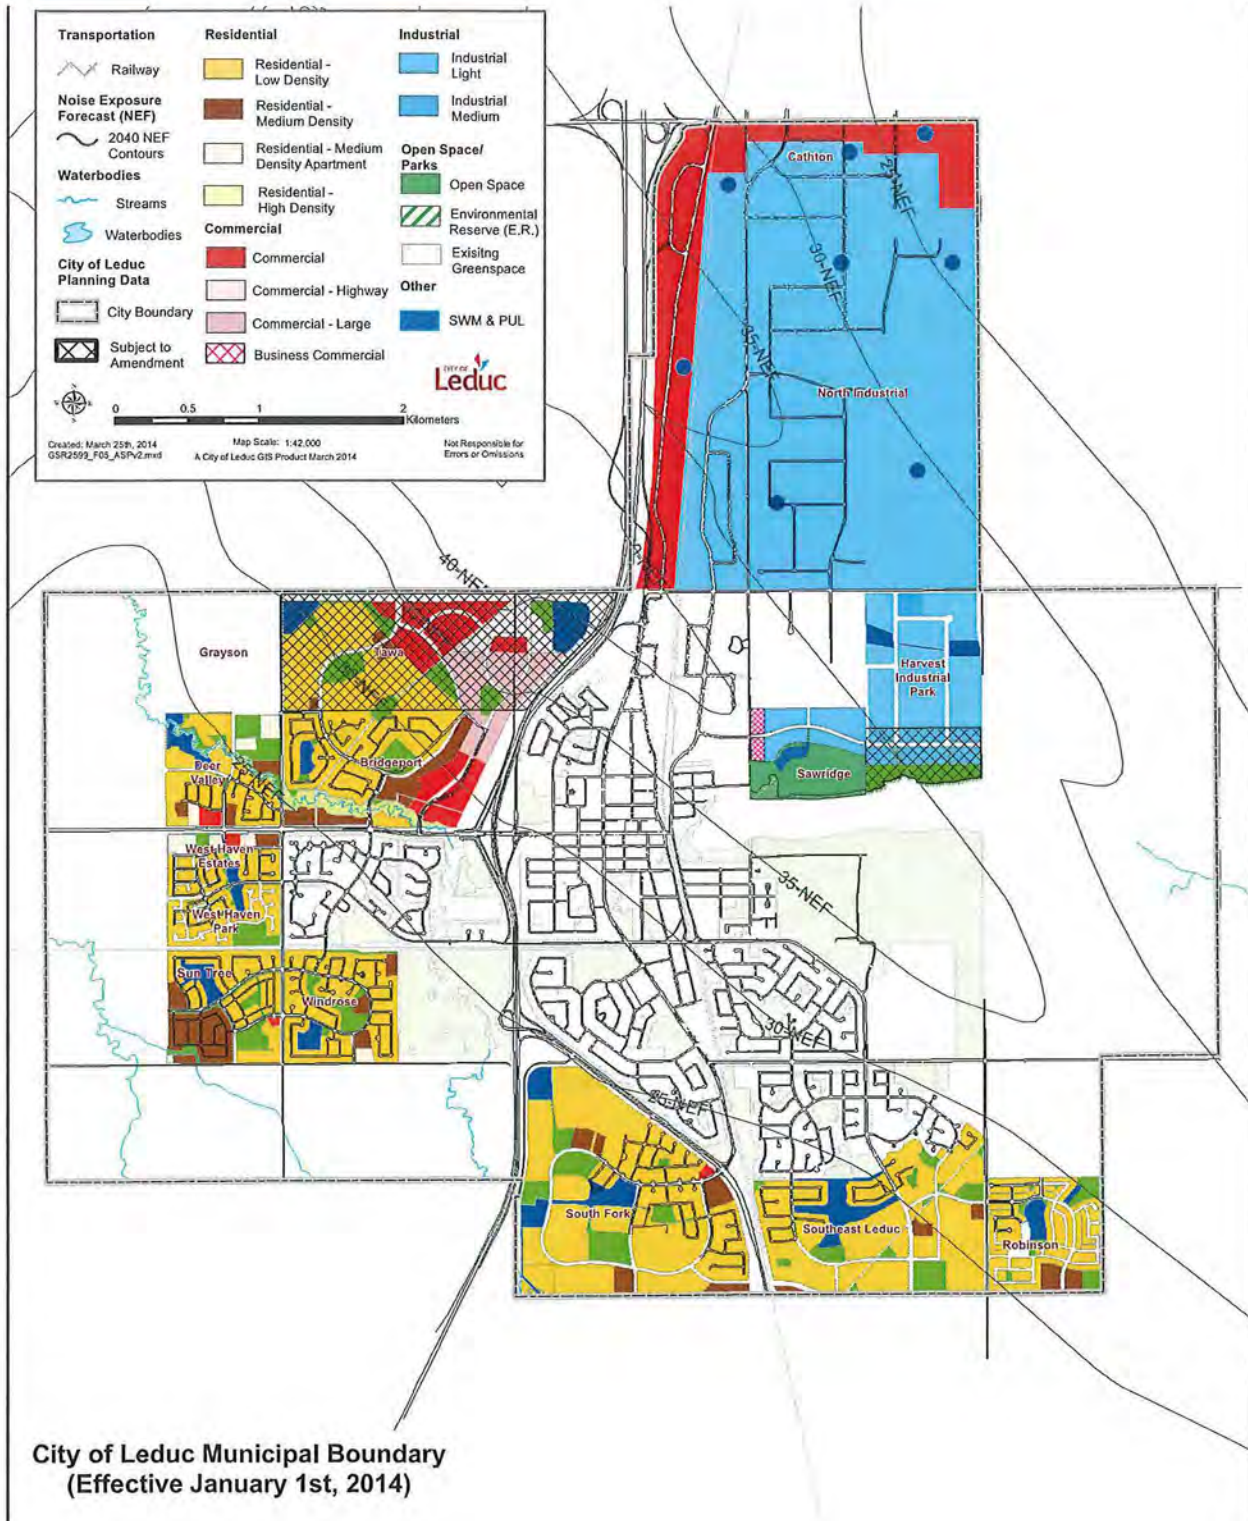 Transportation
Railway
Noise Exposure
Forecast (NEF)
2040 NEF
Contours
Waterbodies
Streams
Waterbodies
City of Leduc
Planning Data
City Boundary
Subject to
Amendment
Residential
Residential -
Low Density
Residential -
Medium Density
Residential - Medium
Density Apartment
Residential -
High Density
Commercial
Commercial
Commercial - Highway
Commercial - Large
Business Commercial
Industrial
Industrial
Light
Industrial
Medium
Open Space/
Parks
Open Space
Environmental
Reserve (E.R.)
Exisitng
Greenspace
Other
SWM & PUL
CITY OF
Leduc
0 0.5 1 2
Kilometers
Created: March 25th, 2014
GSR2599_F05_ASPv2.mxd
Map Scale: 1:42,000
A City of Leduc GIS Product March 2014
Not Responsible for
Errors or Omissions
Cathton
25-NEF
30-NEF
35-NEF
North Industrial
40-NEF
Grayson
Tawa
Harvest
Industrial
Park
Deer
Valley
Bridgeport
Sawridge
West Haven
Estates
West Haven
Park
35-NEF
Sun Tree
Windrose
30-NEF
25-NEF
South Fork
Southeast Leduc
Robinson
City of Leduc Municipal Boundary
(Effective January 1st, 2014)